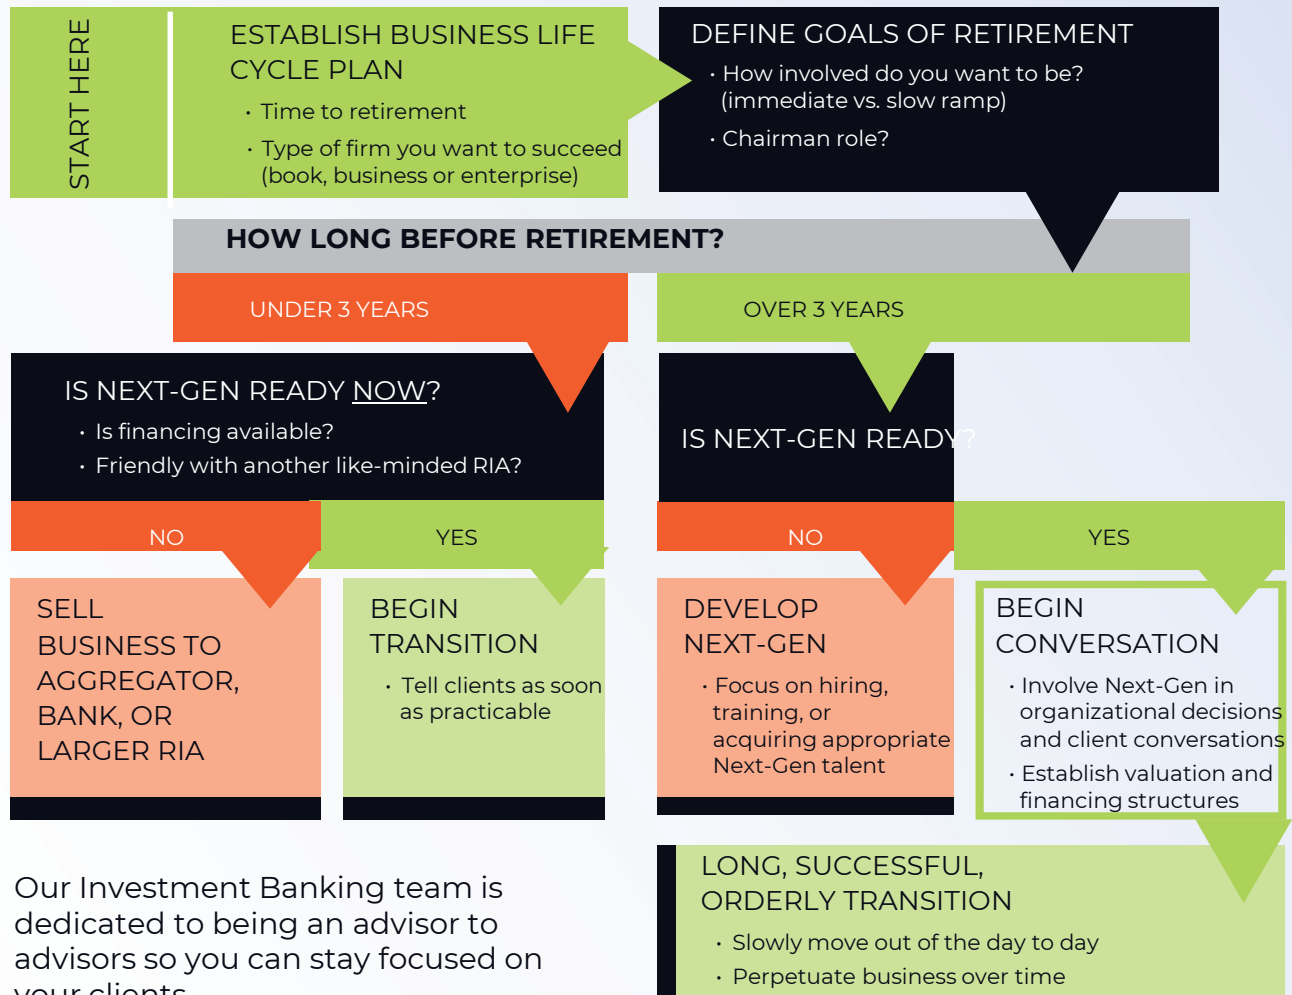 START HERE
ESTABLISH BUSINESS LIFE
CYCLE PLAN
• Time to retirement
• Type of firm you want to succeed
(book, business or enterprise)
DEFINE GOALS OF RETIREMENT
• How involved do you want to be?
(immediate vs. slow ramp)
• Chairman role?
HOW LONG BEFORE RETIREMENT?
UNDER 3 YEARS
OVER 3 YEARS
IS NEXT-GEN READY NOW?
• Is financing available?
• Friendly with another like-minded RIA?
IS NEXT-GEN READY?
NO
YES
NO
YES
SELL
BUSINESS TO
AGGREGATOR,
BANK, OR
LARGER RIA
BEGIN
TRANSITION
• Tell clients as soon
as practicable
DEVELOP
NEXT-GEN
• Focus on hiring,
training, or
acquiring appropriate
Next-Gen talent
BEGIN
CONVERSATION
• Involve Next-Gen in
organizational decisions
and client conversations
• Establish valuation and
financing structures
LONG, SUCCESSFUL,
ORDERLY TRANSITION
• Slowly move out of the day to day
• Perpetuate business over time
Our Investment Banking team is
dedicated to being an advisor to
advisors so you can stay focused on
your clients